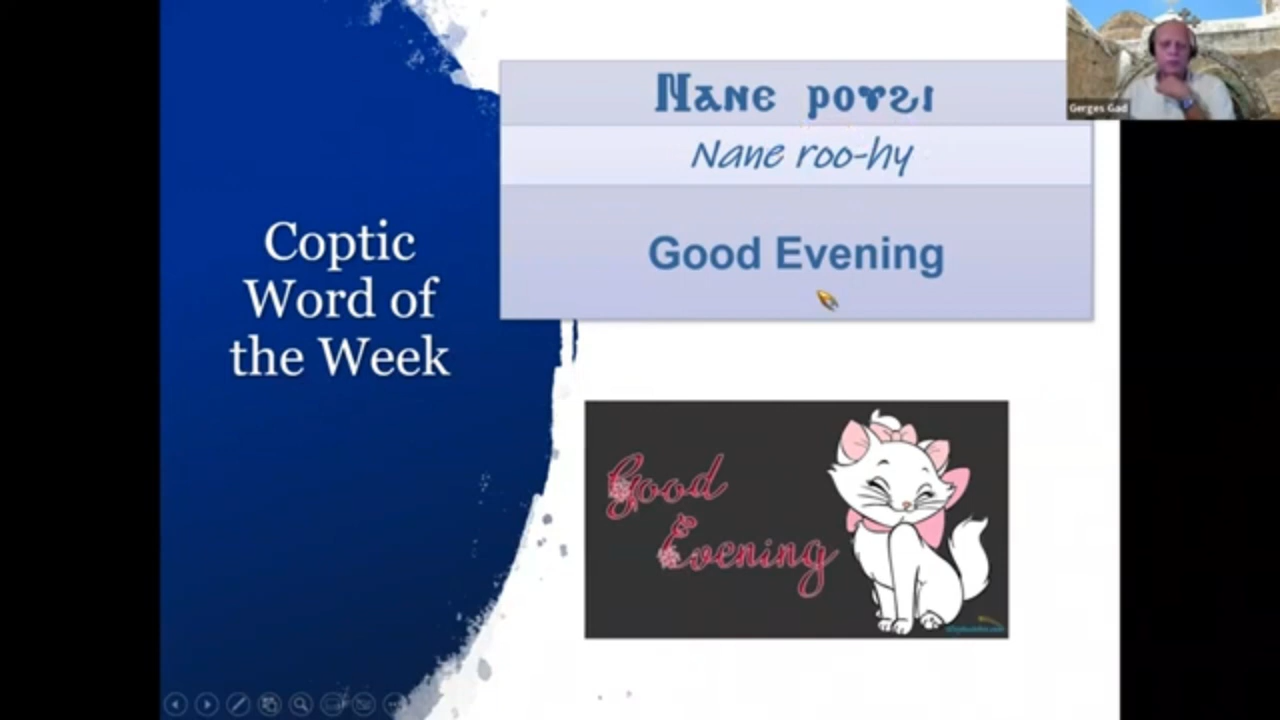 Coptic
Word of
the Week
Ⲛⲁⲛⲉ ⲣⲟⲩϩⲓ
Nane roo-hy
Good Evening
Good
Evening
Gerges Gad